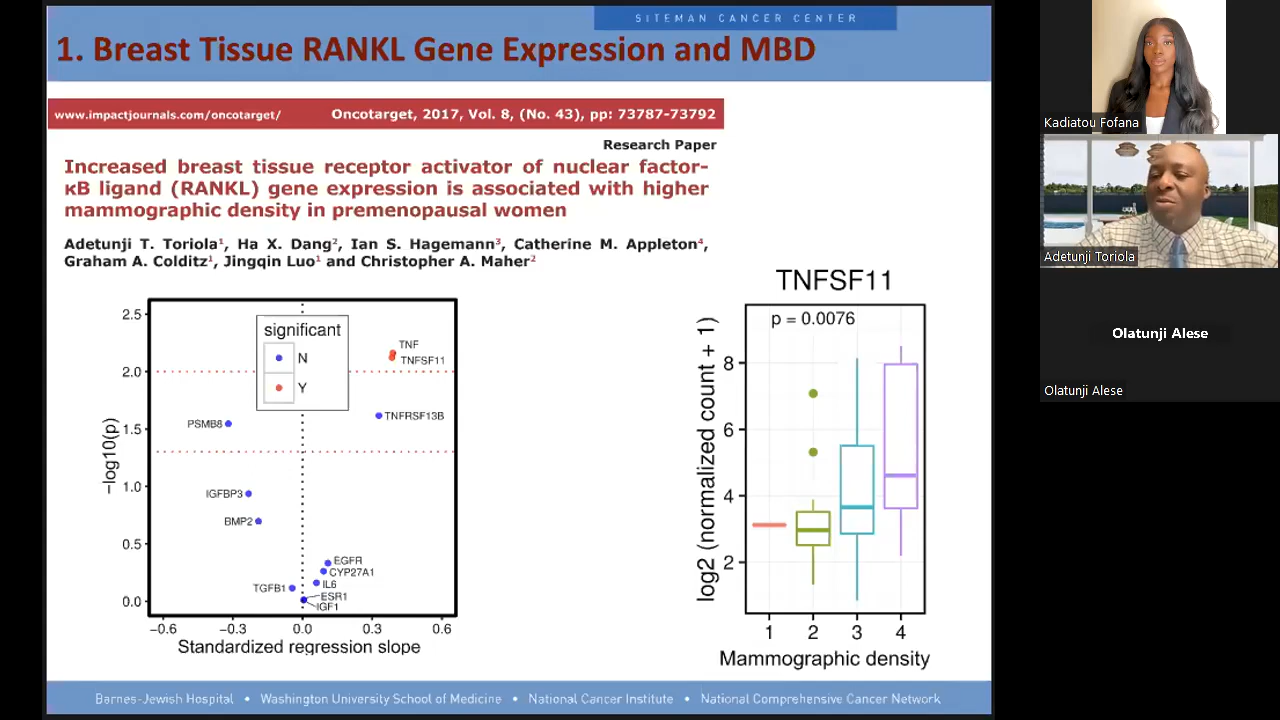 SITEMAN CANCER CENTER
1. Breast Tissue RANKL Gene Expression and MBD
www.impactjournals.com/oncotarget/
Oncotarget, 2017, Vol. 8, (No. 43), pp: 73787-73792
Research Paper
Increased breast tissue receptor activator of nuclear factor-
κB ligand (RANKL) gene expression is associated with higher
mammographic density in premenopausal women
Adetunji T. Toriola¹, Ha X. Dang², Ian S. Hagemann³, Catherine M. Appleton⁴,
Graham A. Colditz¹, Jingqin Luo¹ and Christopher A. Maher²
2.5
2.0
1.5
1.0
0.5
0.0
−log10(p)
significant
N
Y
TNF
TNFSF11
TNFRSF13B
PSMB8
IGFBP3
BMP2
EGFR
CYP27A1
TGFB1
IL6
ESR1
IGF1
−0.6
−0.3
0.0
0.3
0.6
Standardized regression slope
TNFSF11
p = 0.0076
log2 (normalized count + 1)
8
6
4
2
1
2
3
4
Mammographic density
Barnes-Jewish Hospital • Washington University School of Medicine • National Cancer Institute • National Comprehensive Cancer Network
Kadiatou Fofana
Adetunji Toriola
Olatunji Alese
Olatunji Alese